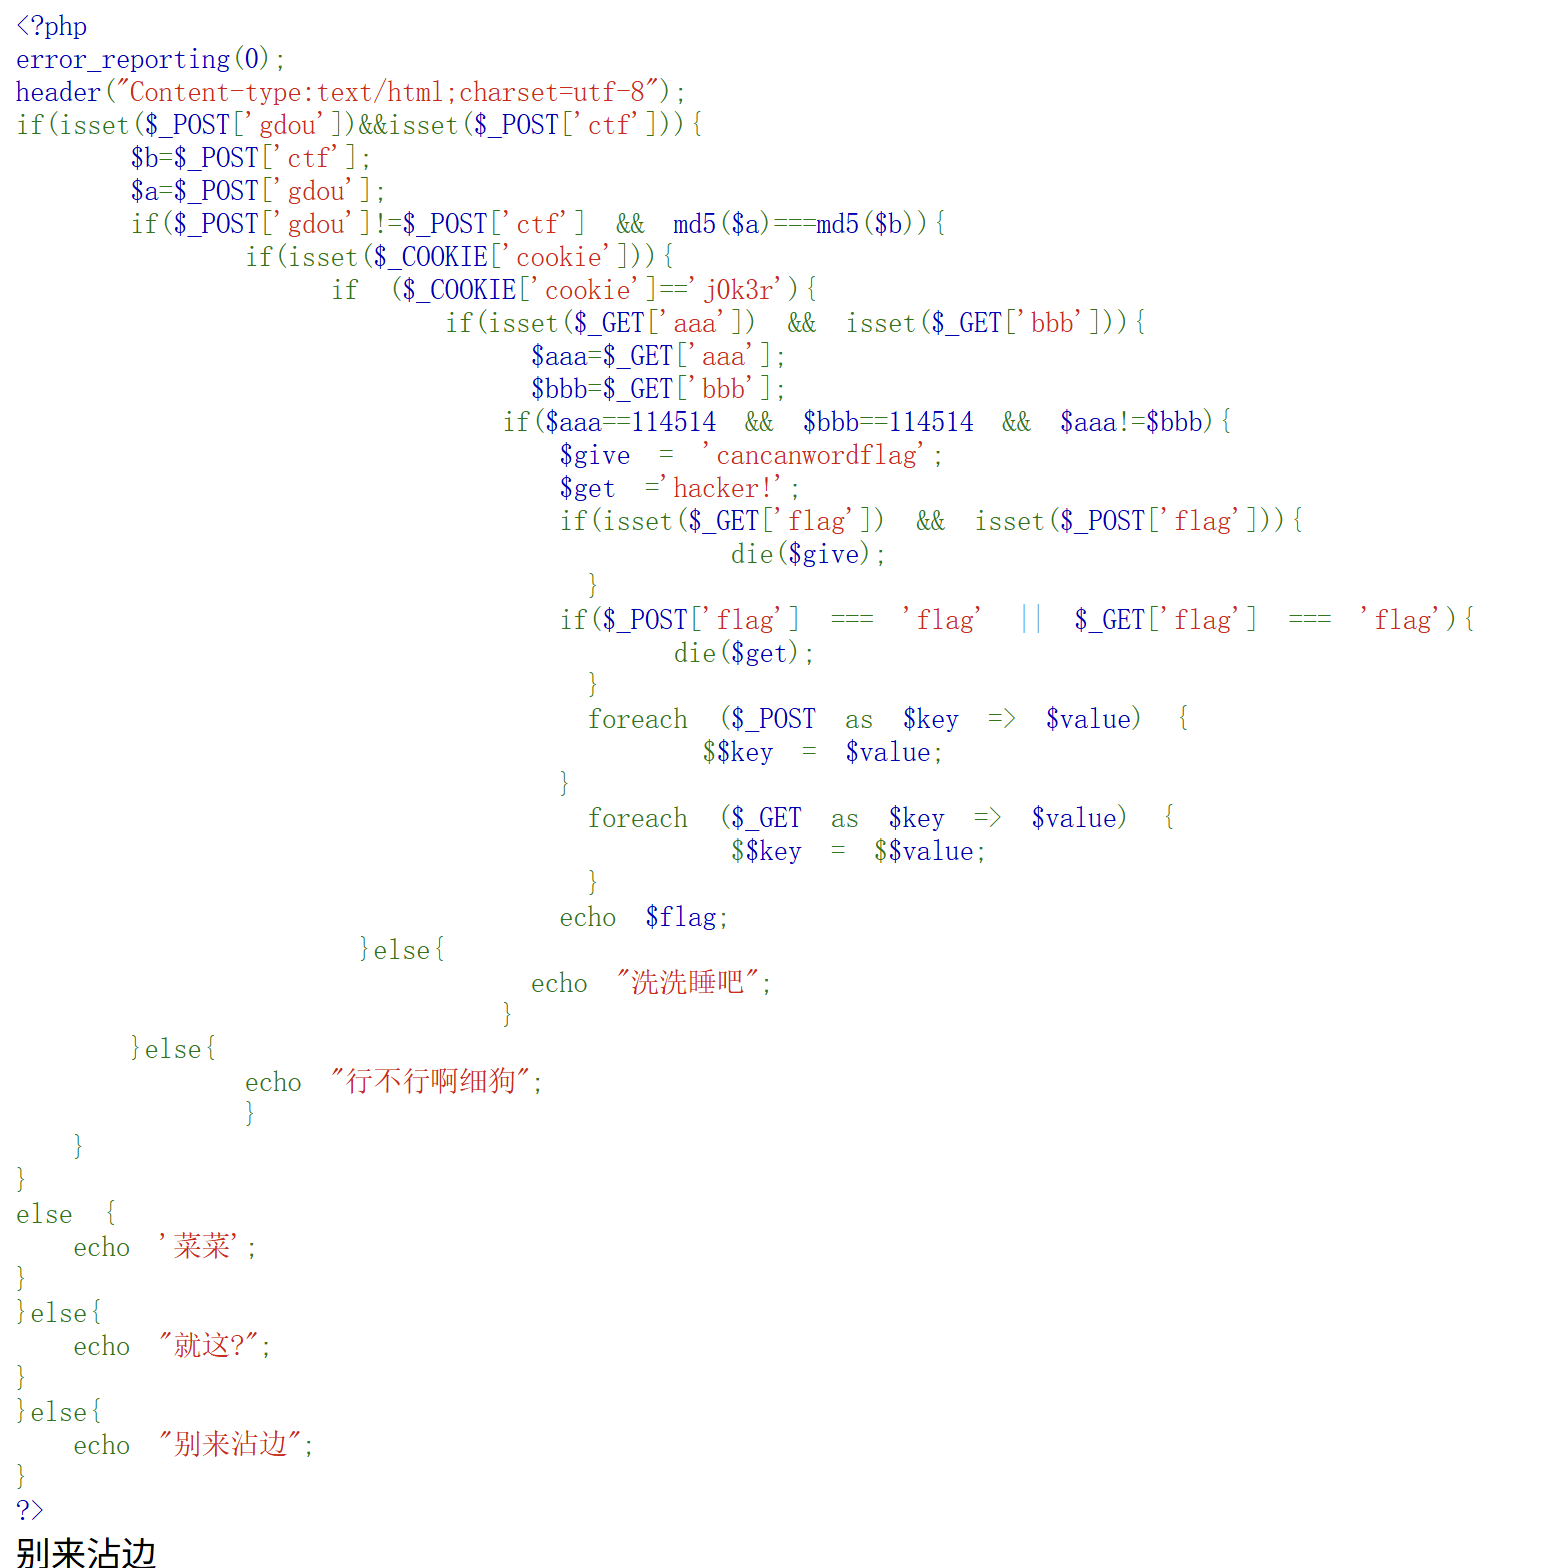 <?php
error_reporting(0);
header("Content-type:text/html;charset=utf-8");
if(isset($_POST['gdou'])&&isset($_POST['ctf'])){
        $b=$_POST['ctf'];
        $a=$_POST['gdou'];
        if($_POST['gdou']!=$_POST['ctf']  &&  md5($a)===md5($b)){
                if(isset($_COOKIE['cookie'])){
                      if  ($_COOKIE['cookie']=='j0k3r'){
                              if(isset($_GET['aaa'])  &&  isset($_GET['bbb'])){
                                    $aaa=$_GET['aaa'];
                                    $bbb=$_GET['bbb'];
                                  if($aaa==114514  &&  $bbb==114514  &&  $aaa!=$bbb){
                                      $give  =  'cancanwordflag';
                                      $get  ='hacker!';
                                      if(isset($_GET['flag'])  &&  isset($_POST['flag'])){
                                                  die($give);
                                        }
                                      if($_POST['flag']  ===  'flag'  ||  $_GET['flag']  ===  'flag'){
                                              die($get);
                                        }
                                        foreach  ($_POST  as  $key  =>  $value)  {
                                                $$key  =  $value;
                                      }
                                        foreach  ($_GET  as  $key  =>  $value)  {
                                                  $$key  =  $$value;
                                        }
                                      echo  $flag;
                        }else{
                                    echo  "洗洗睡吧";
                                  }
        }else{
                echo  "行不行啊细狗";
                }
    }
}
else  {
    echo  '菜菜';
}
}else{
    echo  "就这?";
}
}else{
    echo  "别来沾边";
}
?>
别来沾边